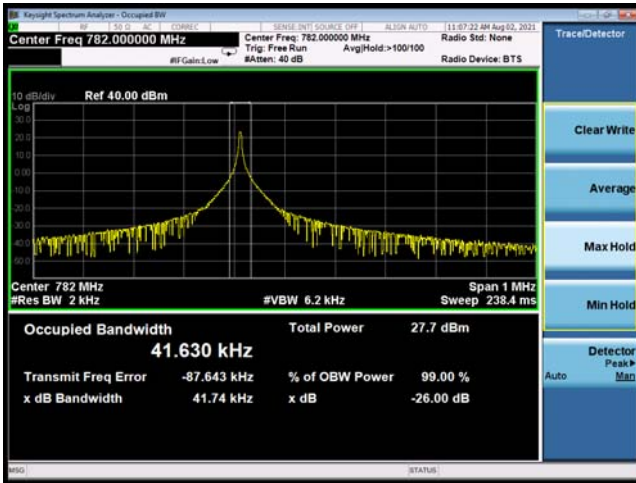 Keysight Spectrum Analyzer - Occupied BW
RF 50 Ω AC CORREC SENSE:INT SOURCE OFF ALIGN AUTO 11:07:22 AM Aug 02, 2021
Center Freq 782.000000 MHz Center Freq: 782.000000 MHz Radio Std: None
Trig: Free Run Avg|Hold:>100/100
#IFGain:Low #Atten: 40 dB Radio Device: BTS
Trace/Detector
10 dB/div Ref 40.00 dBm
Log
30.0
20.0
10.0
0.00
-10.0
-20.0
-30.0
-40.0
-50.0
Center 782 MHz Span 1 MHz
#Res BW 2 kHz #VBW 6.2 kHz Sweep 238.4 ms
Occupied Bandwidth Total Power 27.7 dBm
41.630 kHz
Transmit Freq Error -87.643 kHz % of OBW Power 99.00 %
x dB Bandwidth 41.74 kHz x dB -26.00 dB
Clear Write
Average
Max Hold
Min Hold
Detector
Peak▶
Auto Man
MSG STATUS